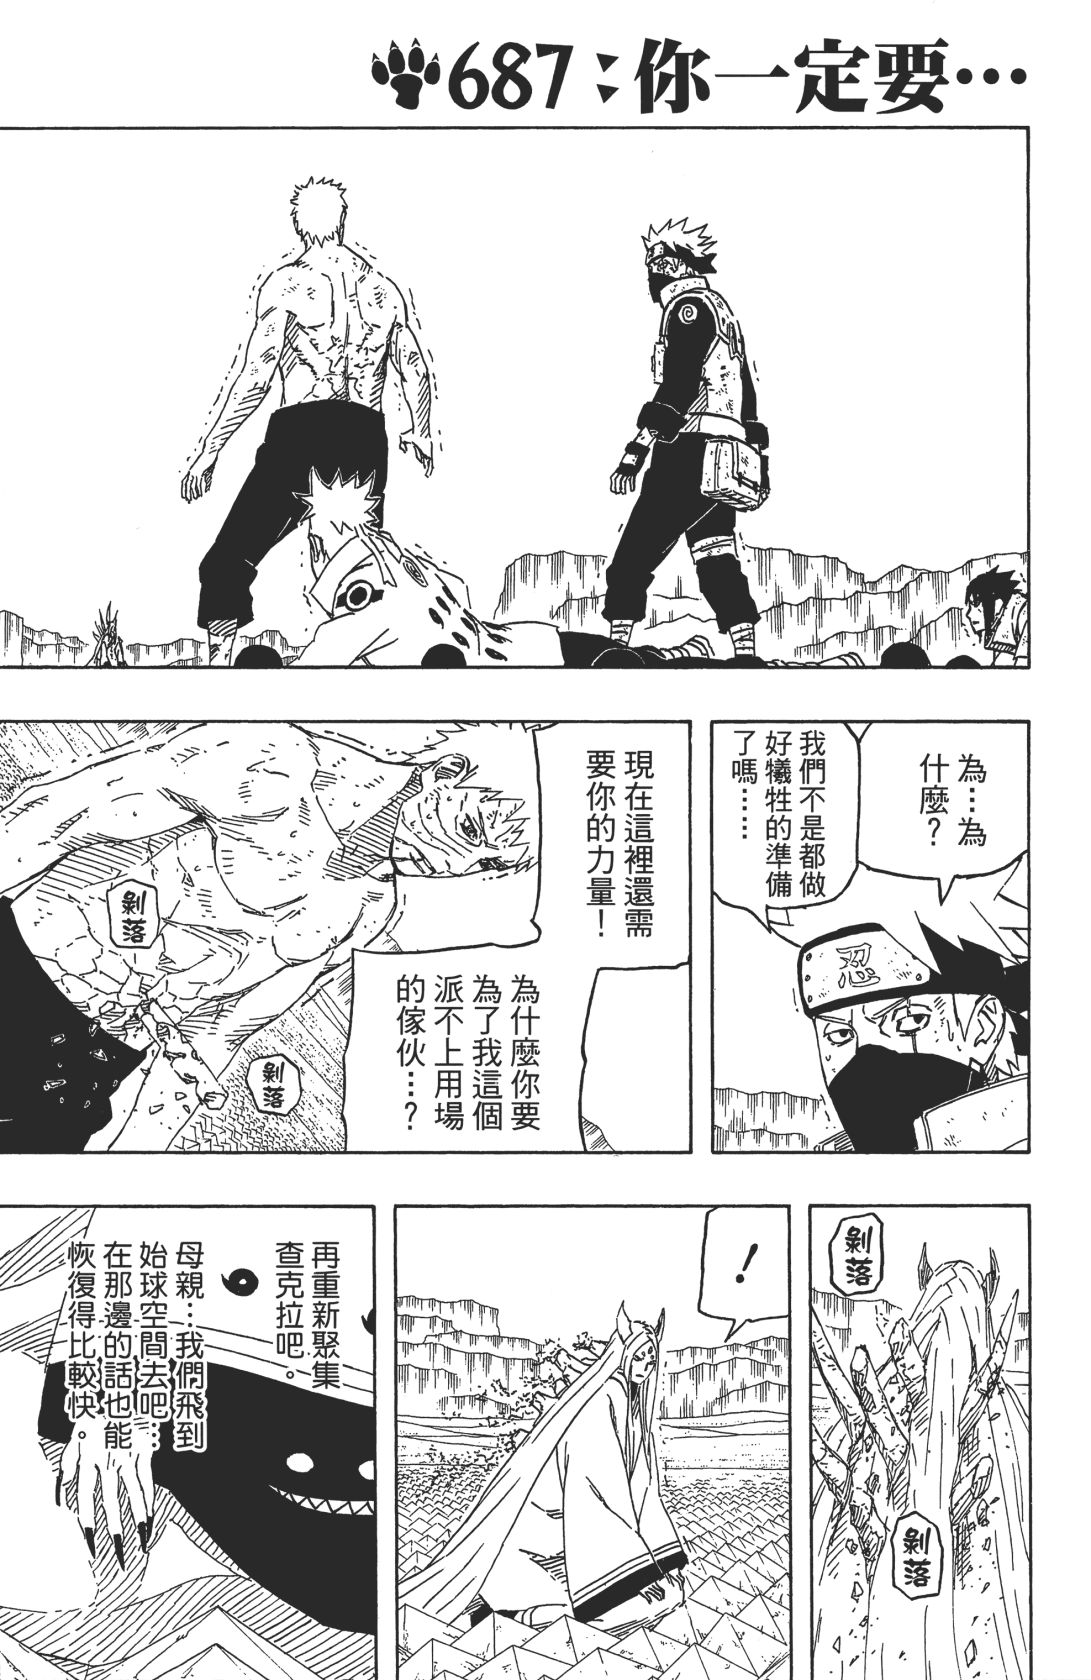 687：你一定要…
為…為
什麼？
我們不是都做
好犧牲的準備
了嗎……
現在這裡還需
要你的力量！
為什麼你要
為了我這個
派不上用場
的傢伙…？
剝落
剝落
忍
剝落
剝落
！
再重新聚集
查克拉吧。
母親…我們飛到
始球空間去吧…
在那邊的話也能
恢復得比較快。